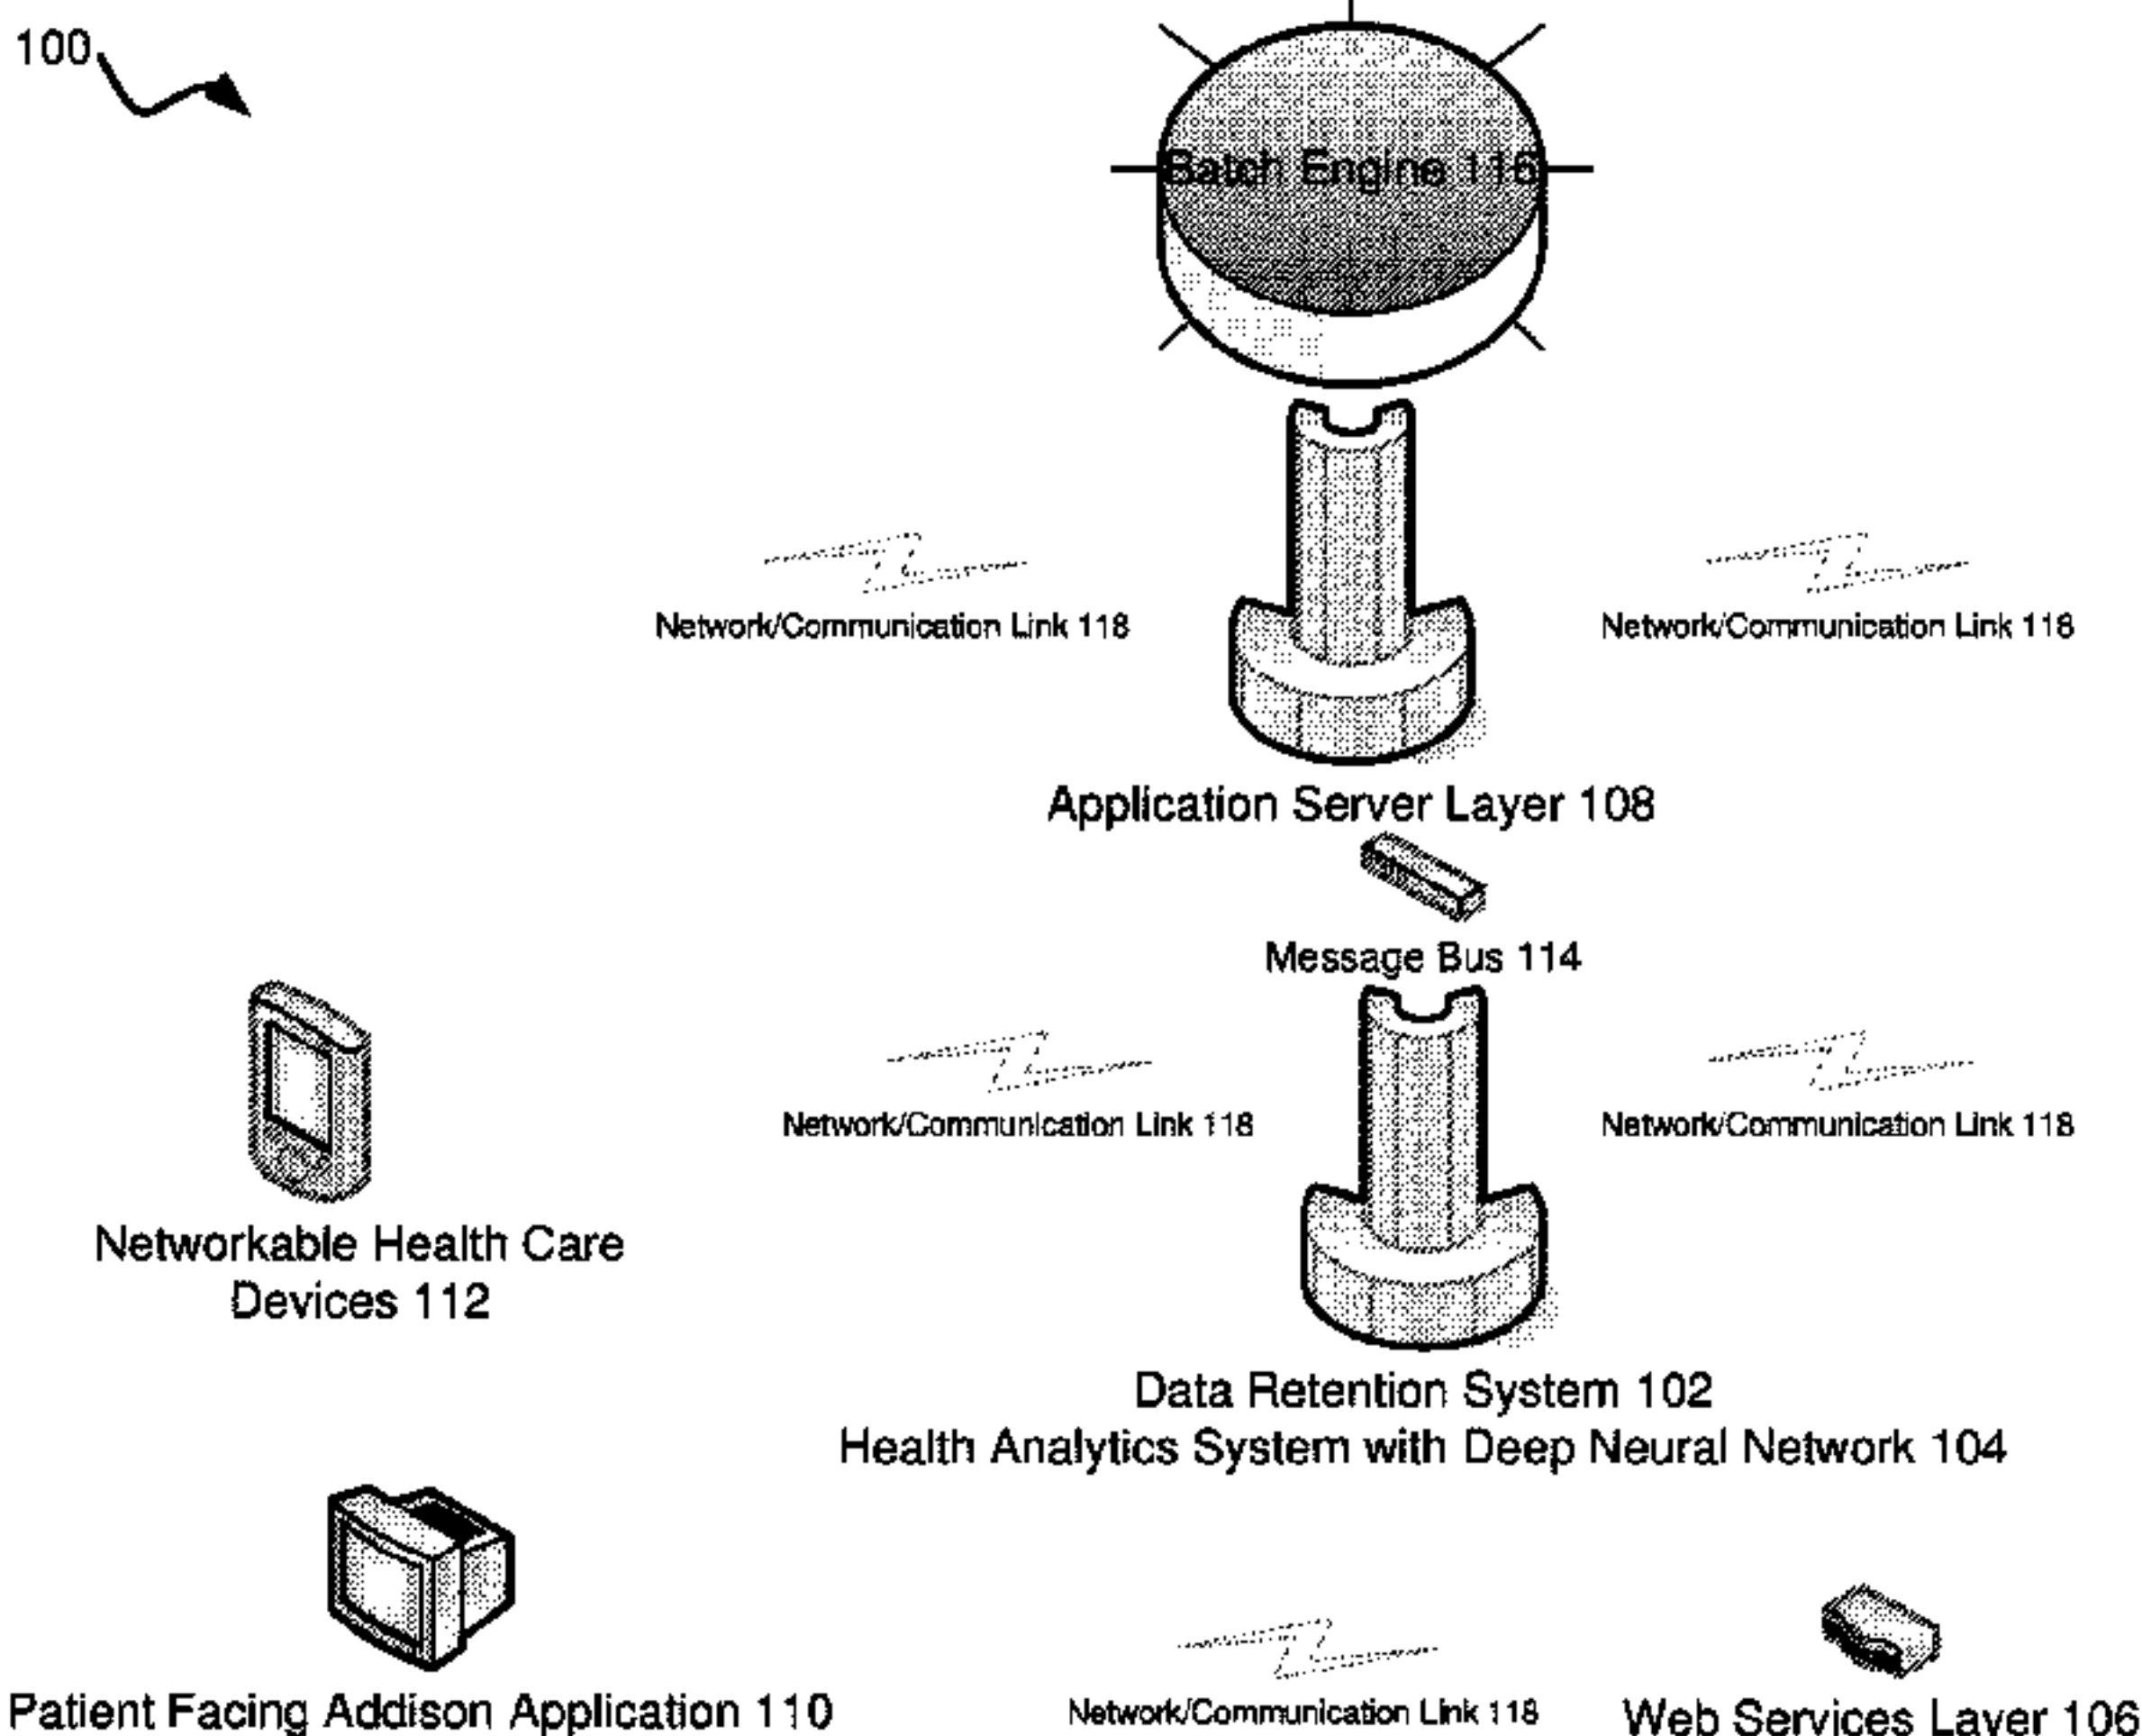 100
Batch Engine 116
Network/Communication Link 118
Network/Communication Link 118
Application Server Layer 108
Message Bus 114
Network/Communication Link 118
Network/Communication Link 118
Networkable Health Care
Devices 112
Data Retention System 102
Health Analytics System with Deep Neural Network 104
Patient Facing Addison Application 110
Network/Communication Link 118
Web Services Layer 106